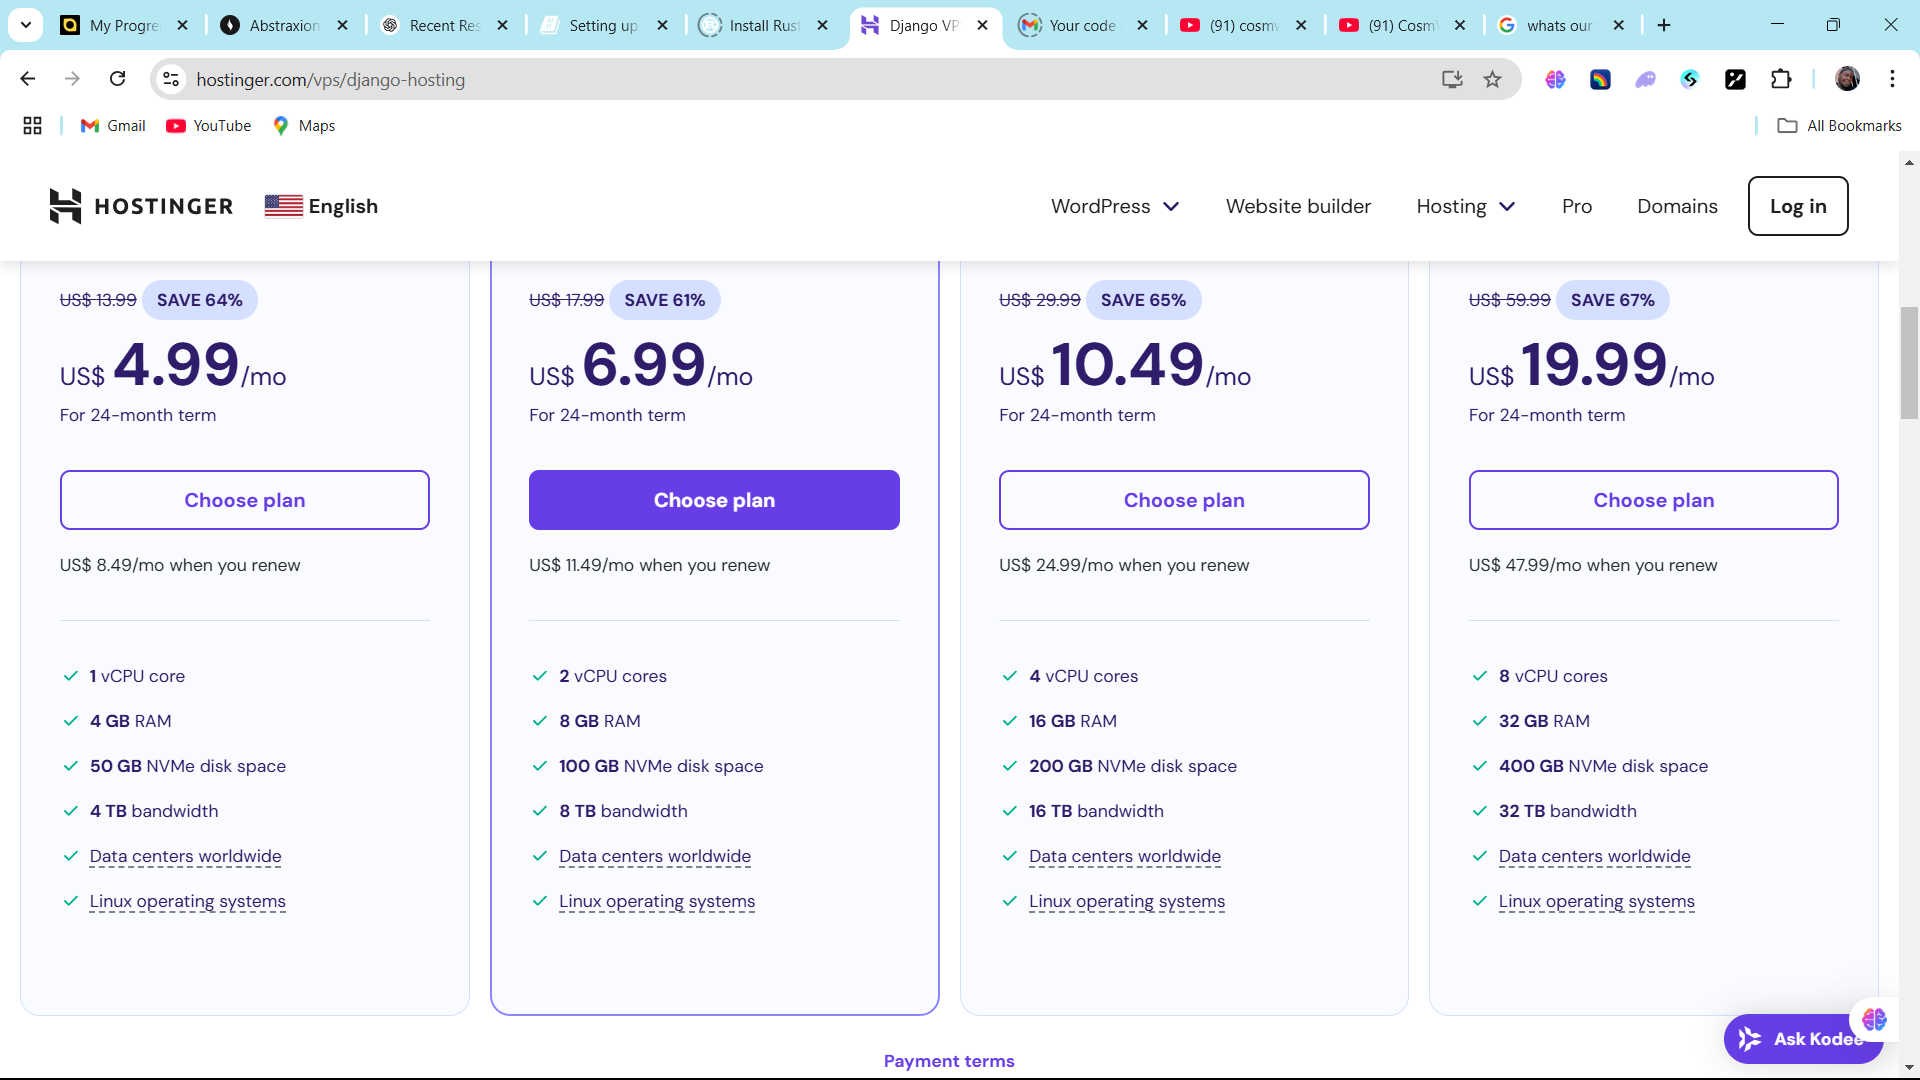 My Progre
Abstraxion
Recent Res
Setting up
Install Rust
Django VP
Your code
(91) cosmw
(91) Cosm
whats our
hostinger.com/vps/django-hosting
Gmail
YouTube
Maps
All Bookmarks
HOSTINGER
English
WordPress
Website builder
Hosting
Pro
Domains
Log in
US$ 13.99 SAVE 64%
US$ 4.99/mo
For 24-month term
Choose plan
US$ 8.49/mo when you renew
1 vCPU core
4 GB RAM
50 GB NVMe disk space
4 TB bandwidth
Data centers worldwide
Linux operating systems
US$ 17.99 SAVE 61%
US$ 6.99/mo
For 24-month term
Choose plan
US$ 11.49/mo when you renew
2 vCPU cores
8 GB RAM
100 GB NVMe disk space
8 TB bandwidth
Data centers worldwide
Linux operating systems
US$ 29.99 SAVE 65%
US$ 10.49/mo
For 24-month term
Choose plan
US$ 24.99/mo when you renew
4 vCPU cores
16 GB RAM
200 GB NVMe disk space
16 TB bandwidth
Data centers worldwide
Linux operating systems
US$ 59.99 SAVE 67%
US$ 19.99/mo
For 24-month term
Choose plan
US$ 47.99/mo when you renew
8 vCPU cores
32 GB RAM
400 GB NVMe disk space
32 TB bandwidth
Data centers worldwide
Linux operating systems
Payment terms
Ask Kodee